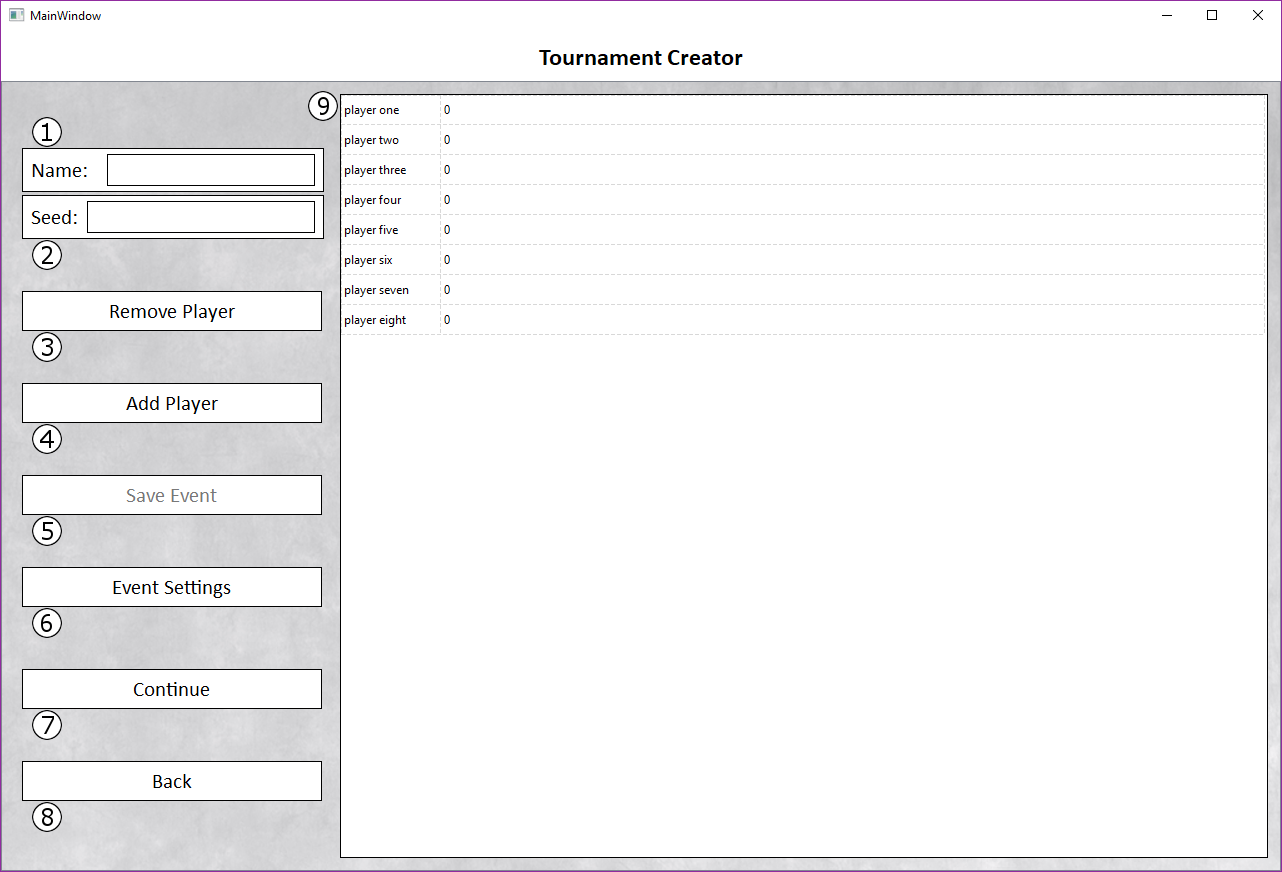 MainWindow
Tournament Creator
1
Name:
Seed:
2
Remove Player
3
Add Player
4
Save Event
5
Event Settings
6
Continue
7
Back
8
9
player one 0
player two 0
player three 0
player four 0
player five 0
player six 0
player seven 0
player eight 0